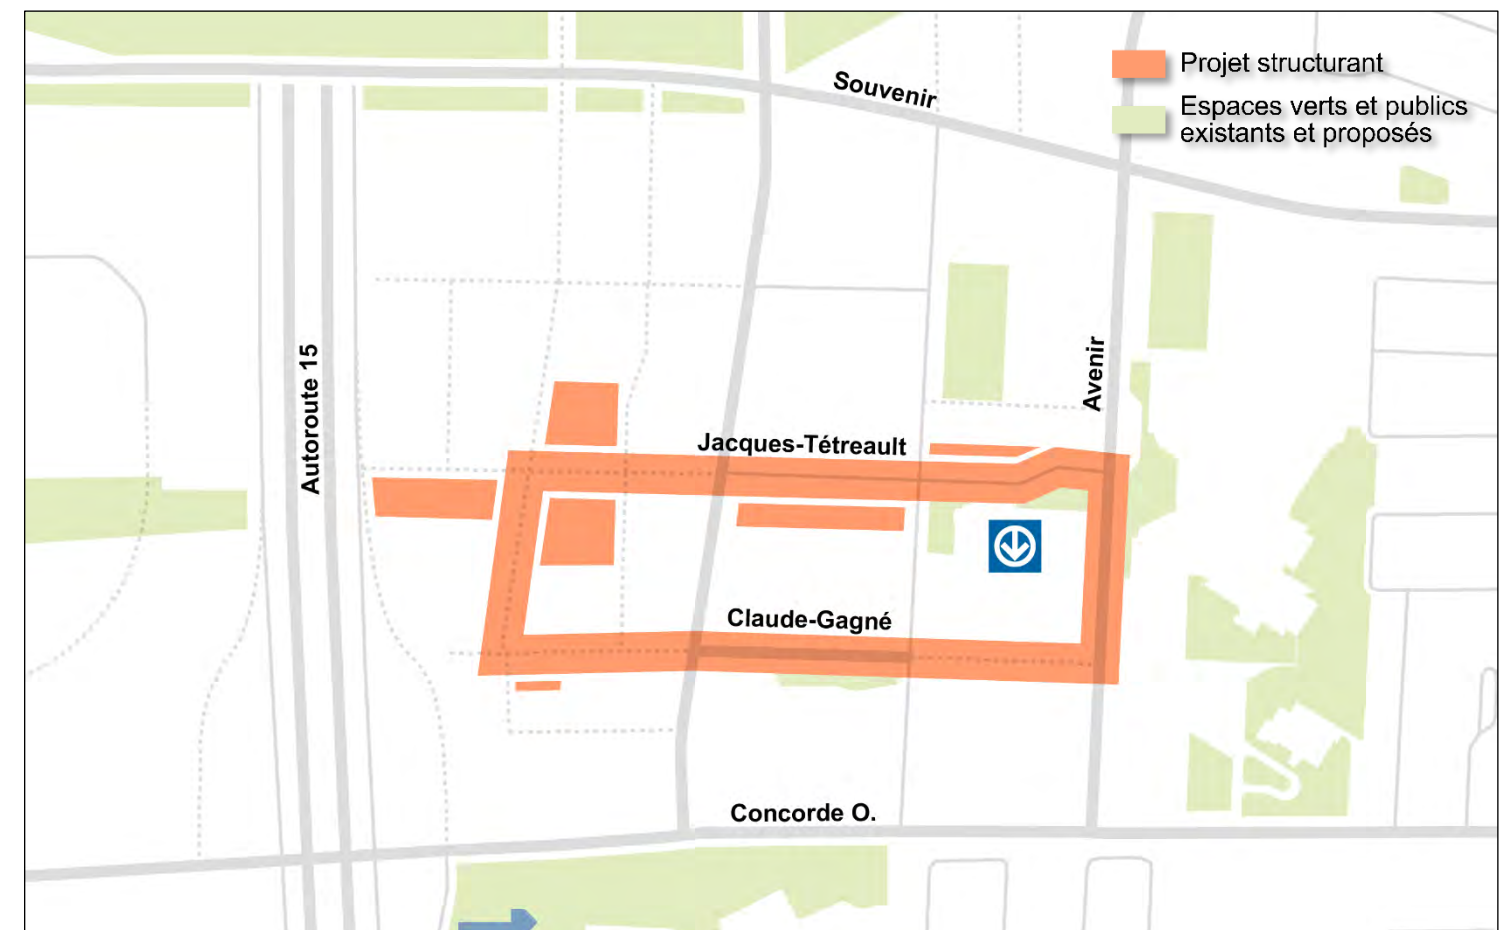 Projet structurant
Espaces verts et publics
existants et proposés
Souvenir
Avenir
Autoroute 15
Jacques-Tétreault
Claude-Gagné
Concorde O.